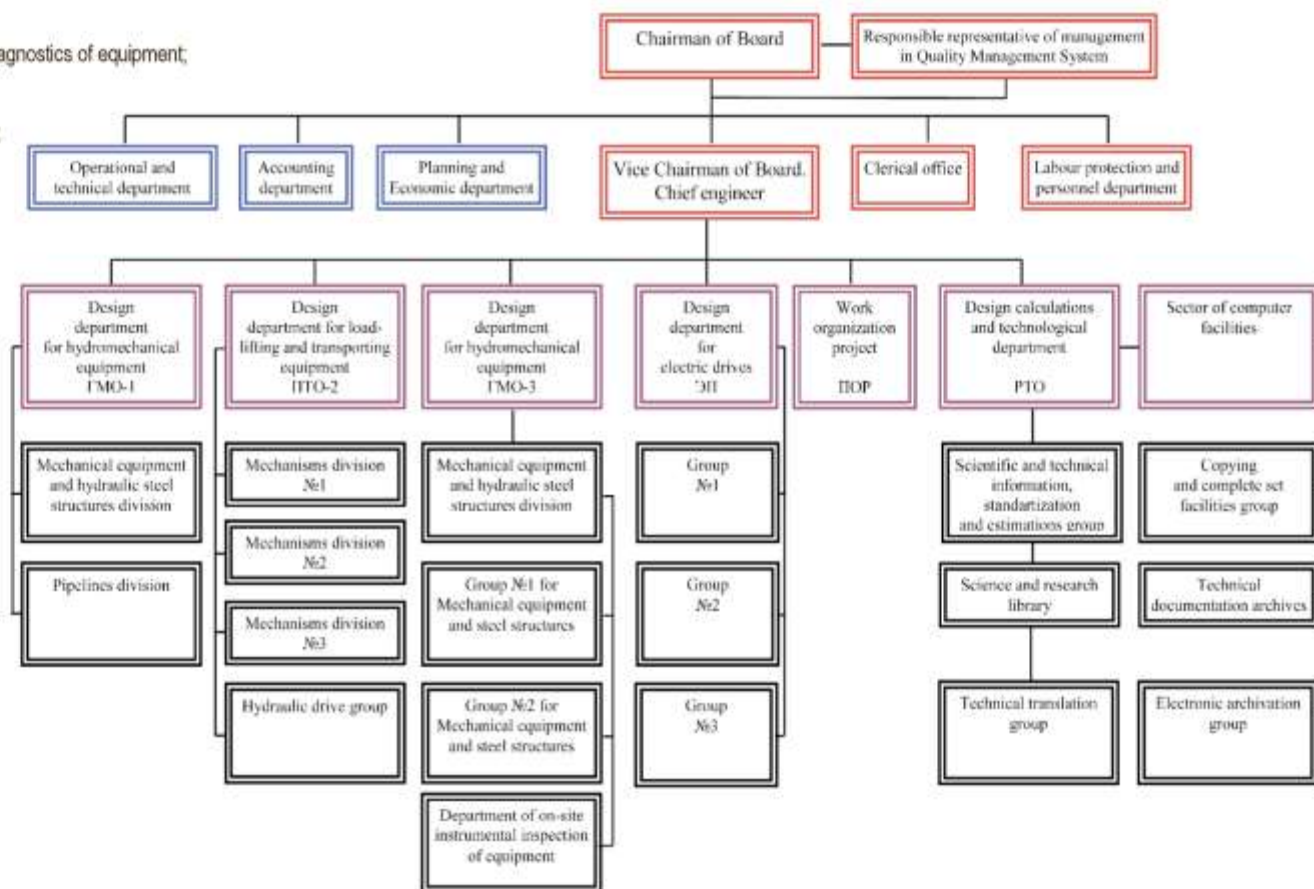 agnostics of equipment;
Chairman of Board
Responsible representative of management
in Quality Management System
Operational and
technical department
Accounting
department
Planning and
Economic department
Vice Chairman of Board.
Chief engineer
Clerical office
Labour protection and
personnel department
Design
department
for hydromechanical
equipment
ГМО-1
Design
department for load-
lifting and transporting
equipment
ПТО-2
Design
department
for hydromechanical
equipment
ГМО-3
Design
department
for
electric drives
ЭП
Work
organization
project
ПОР
Design calculations
and technological
department
РТО
Sector of computer
facilities
Mechanical equipment
and hydraulic steel
structures division
Pipelines division
Mechanisms division
№1
Mechanisms division
№2
Mechanisms division
№3
Hydraulic drive group
Mechanical equipment
and hydraulic steel
structures division
Group №1 for
Mechanical equipment
and steel structures
Group №2 for
Mechanical equipment
and steel structures
Department of on-site
instrumental inspection
of equipment
Group
№1
Group
№2
Group
№3
Scientific and technical
information,
standartization
and estimations group
Science and research
library
Technical translation
group
Copying
and complete set
facilities group
Technical
documentation archives
Electronic archivation
group